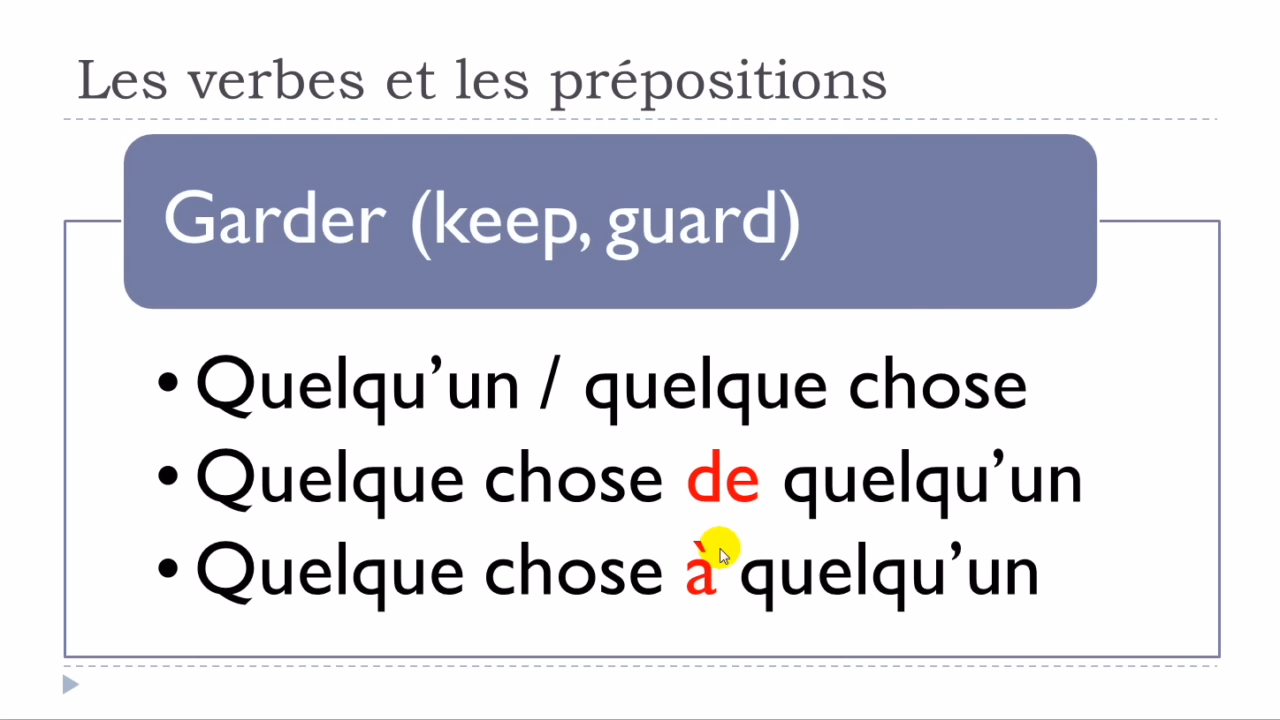 Les verbes et les prépositions
Garder (keep, guard)
• Quelqu’un / quelque chose
• Quelque chose de quelqu’un
• Quelque chose à quelqu’un